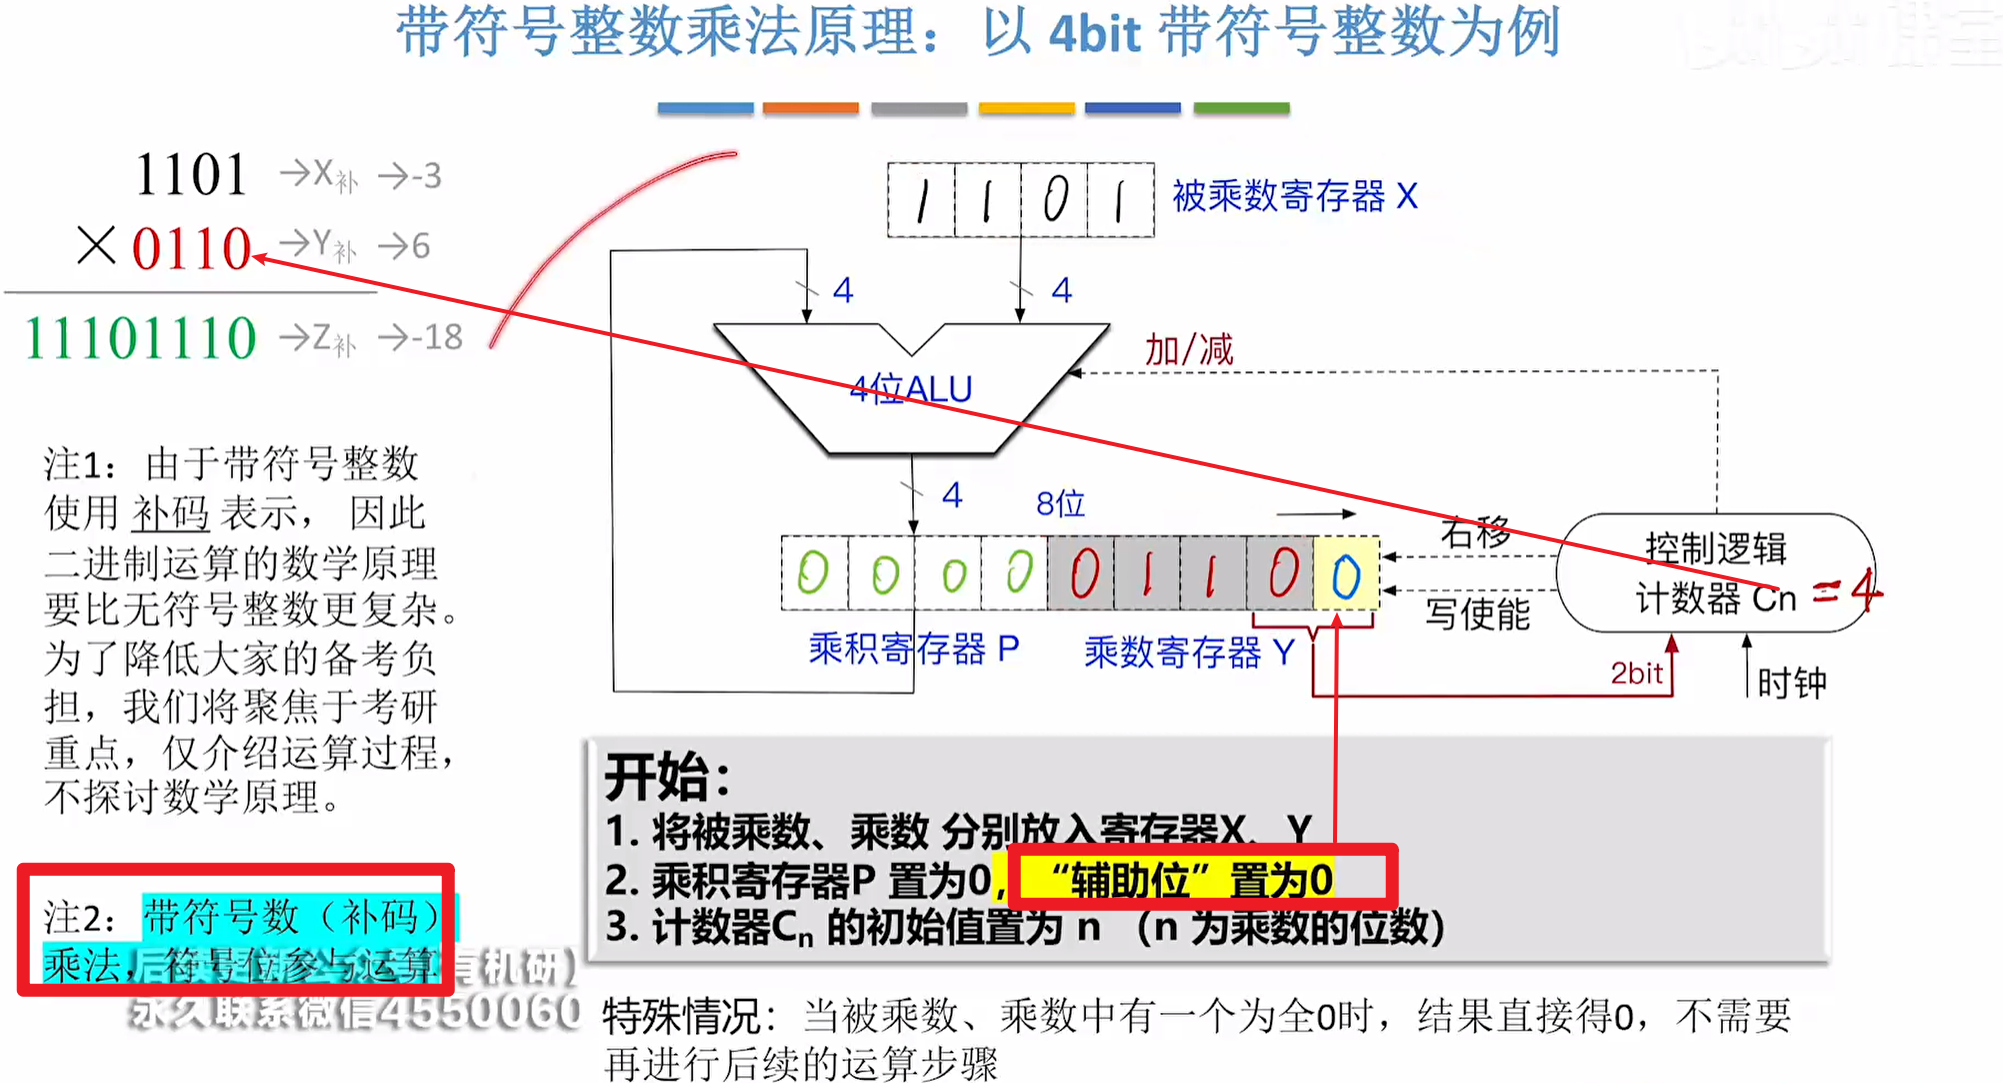 带符号整数乘法原理：以 4bit 带符号整数为例
1101 →X补 →-3
×0110 →Y补 →6
11101110 →Z补 →-18
1 1 0 1 被乘数寄存器 X
4 4
加/减
4位ALU
4 8位
0 0 0 0 0 1 1 0 0
右移
写使能
控制逻辑
计数器 Cn =4
乘积寄存器 P 乘数寄存器 Y
2bit
时钟
注1：由于带符号整数
使用 补码 表示， 因此
二进制运算的数学原理
要比无符号整数更复杂。
为了降低大家的备考负
担，我们将聚焦于考研
重点，仅介绍运算过程，
不探讨数学原理。
注2：带符号数（补码）
乘法，符号位参与运算
有机研）
永久联系微信4550060
开始：
1. 将被乘数、乘数 分别放入寄存器X、Y
2. 乘积寄存器P 置为0，“辅助位”置为0
3. 计数器Cn 的初始值置为 n （n 为乘数的位数）
特殊情况：当被乘数、乘数中有一个为全0时，结果直接得0，不需要
再进行后续的运算步骤